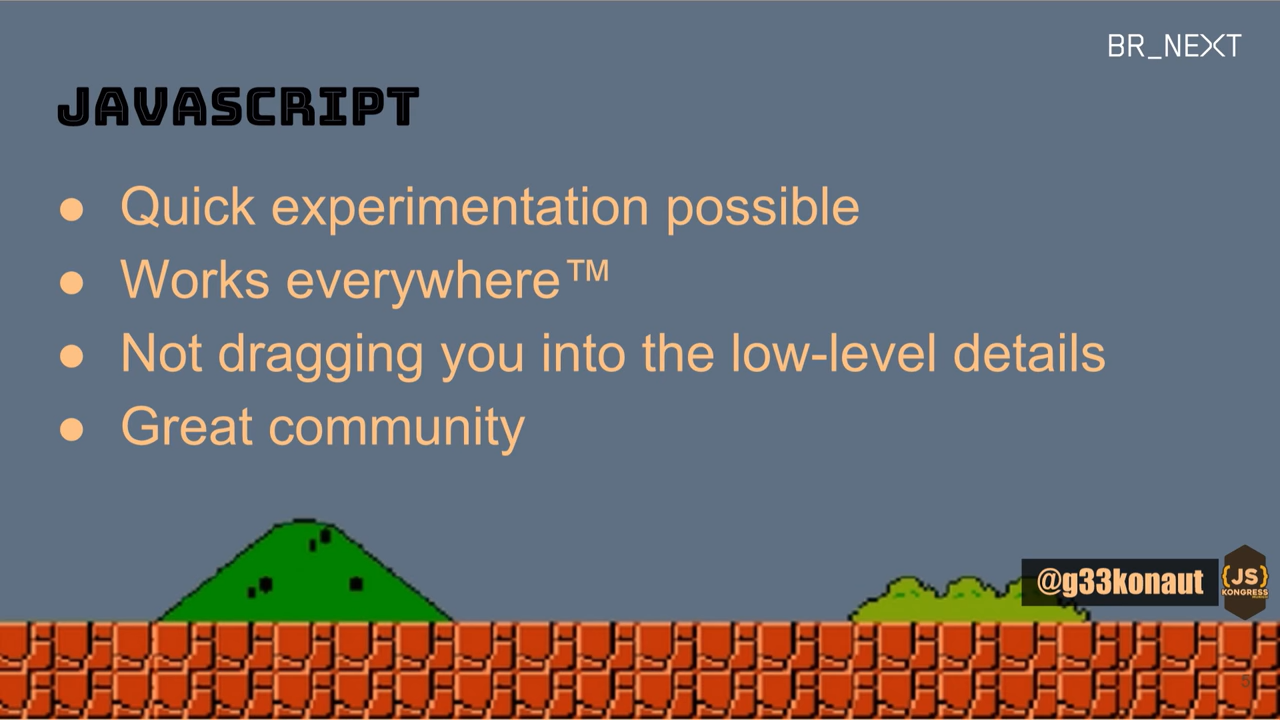 BR_NEXT
JAVASCRIPT
● Quick experimentation possible
● Works everywhere™
● Not dragging you into the low-level details
● Great community
@g33konaut
{JS}
KONGRESS
5